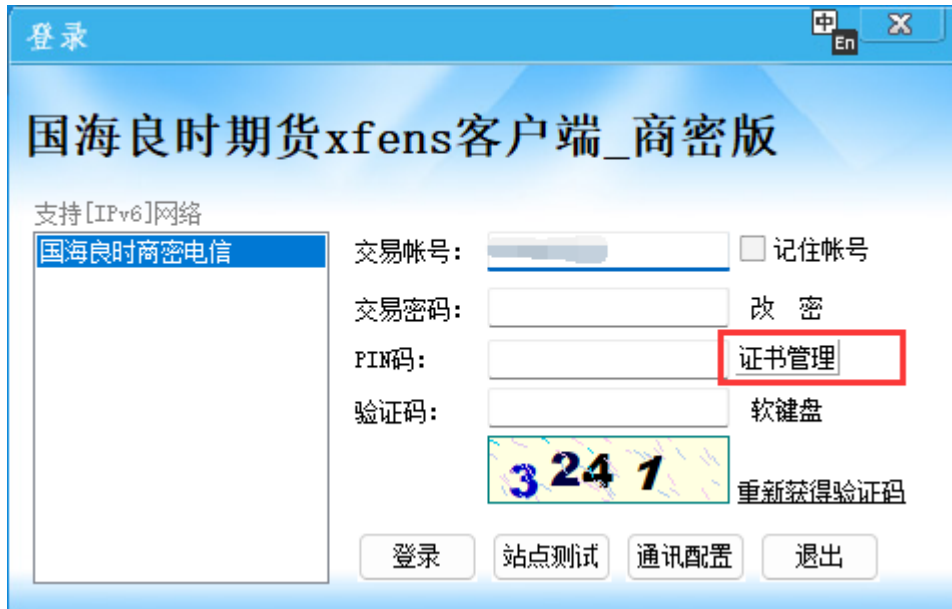 登录
中
En
国海良时期货xfens客户端_商密版
支持[IPv6]网络
国海良时商密电信
交易帐号：
记住帐号
交易密码：
改 密
PIN码：
证书管理
验证码：
软键盘
3241
重新获得验证码
登录 站点测试 通讯配置 退出